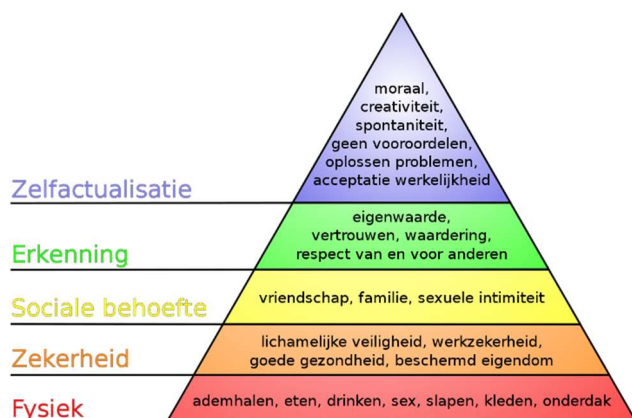 moraal,
creativiteit,
spontaniteit,
geen vooroordelen,
oplossen problemen,
acceptatie werkelijkheid
Zelfactualisatie
eigenwaarde,
vertrouwen, waardering,
respect van en voor anderen
Erkenning
vriendschap, familie, sexuele intimiteit
Sociale behoefte
lichamelijke veiligheid, werkzekerheid,
goede gezondheid, beschermd eigendom
Zekerheid
ademhalen, eten, drinken, sex, slapen, kleden, onderdak
Fysiek